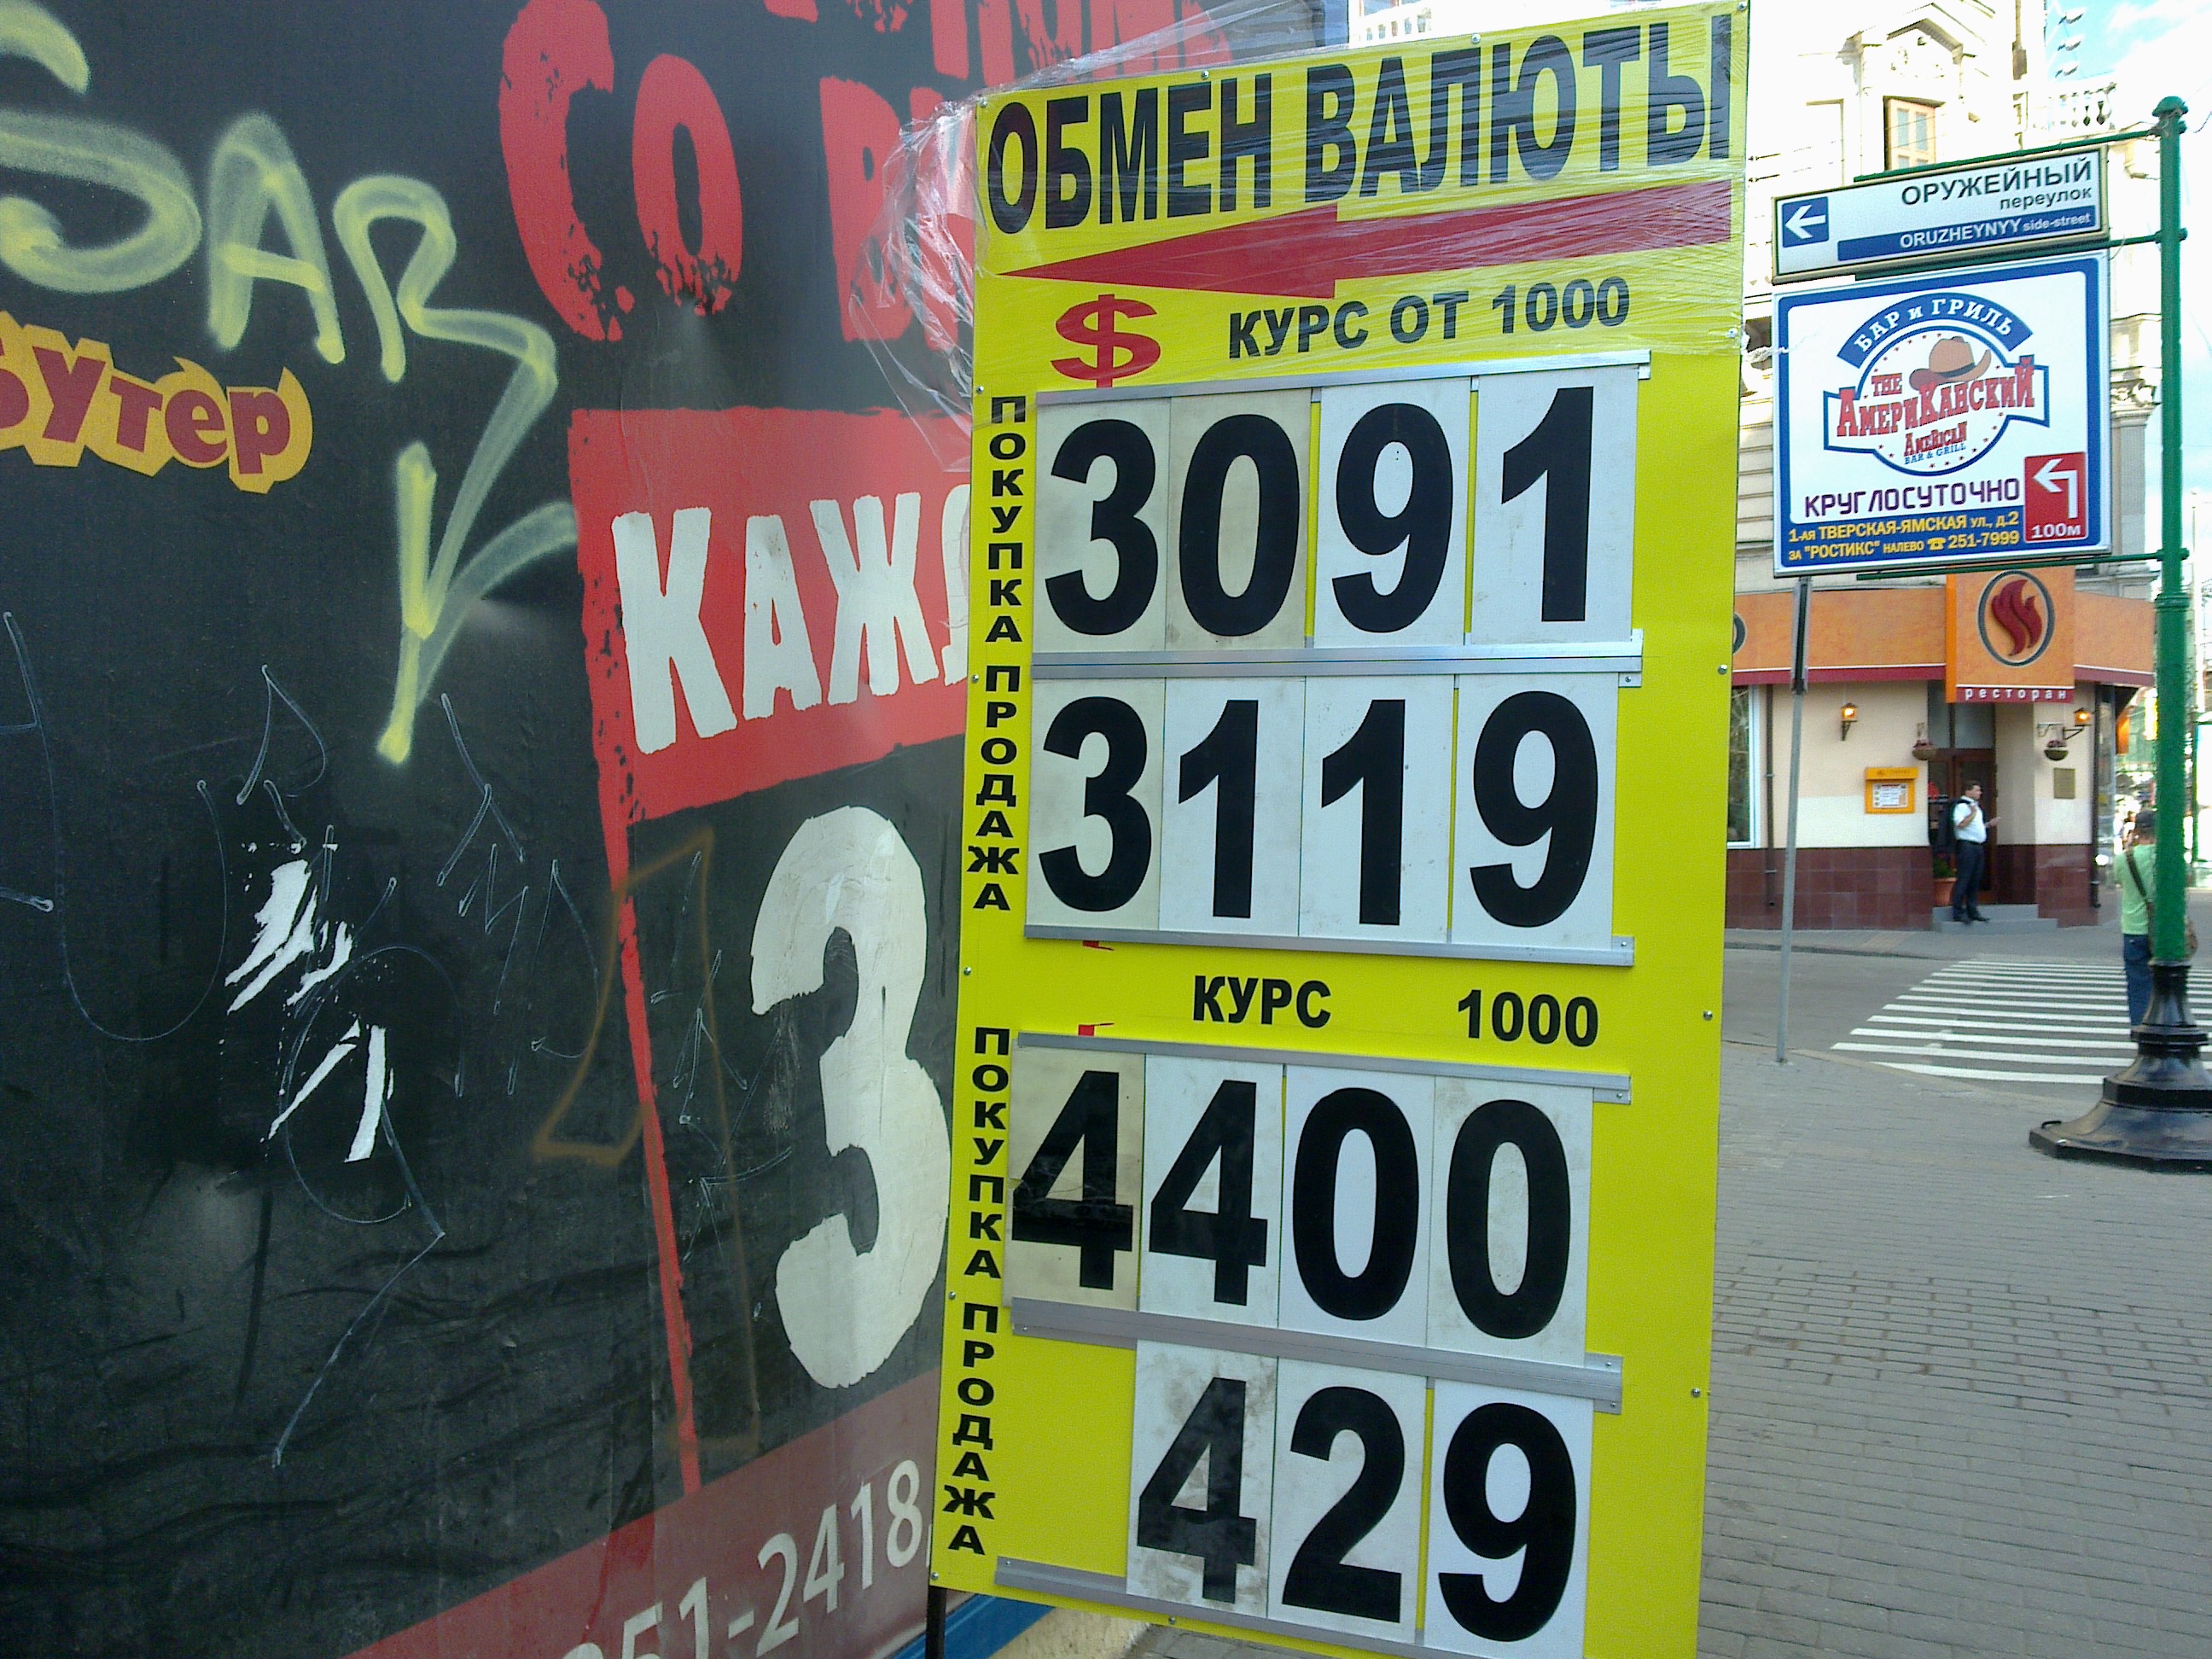 SAR
БУТЕР
СО
КАЖ
3
51-2418
ОБМЕН ВАЛЮТЫ
$ КУРС ОТ 1000
ПОКУПКА 3091
ПРОДАЖА 3119
КУРС 1000
ПОКУПКА 4400
ПРОДАЖА 429
ОРУЖЕЙНЫЙ
переулок
ORUZHEYNYY side-street
БАР и ГРИЛЬ
THE
АМЕРИКАНСКИЙ
AMERICAN
BAR & GRILL
КРУГЛОСУТОЧНО
1-АЯ ТВЕРСКАЯ-ЯМСКАЯ ул., д.2
ЗА "РОСТИКС" НАЛЕВО ☎ 251-7999
100м
ресторан